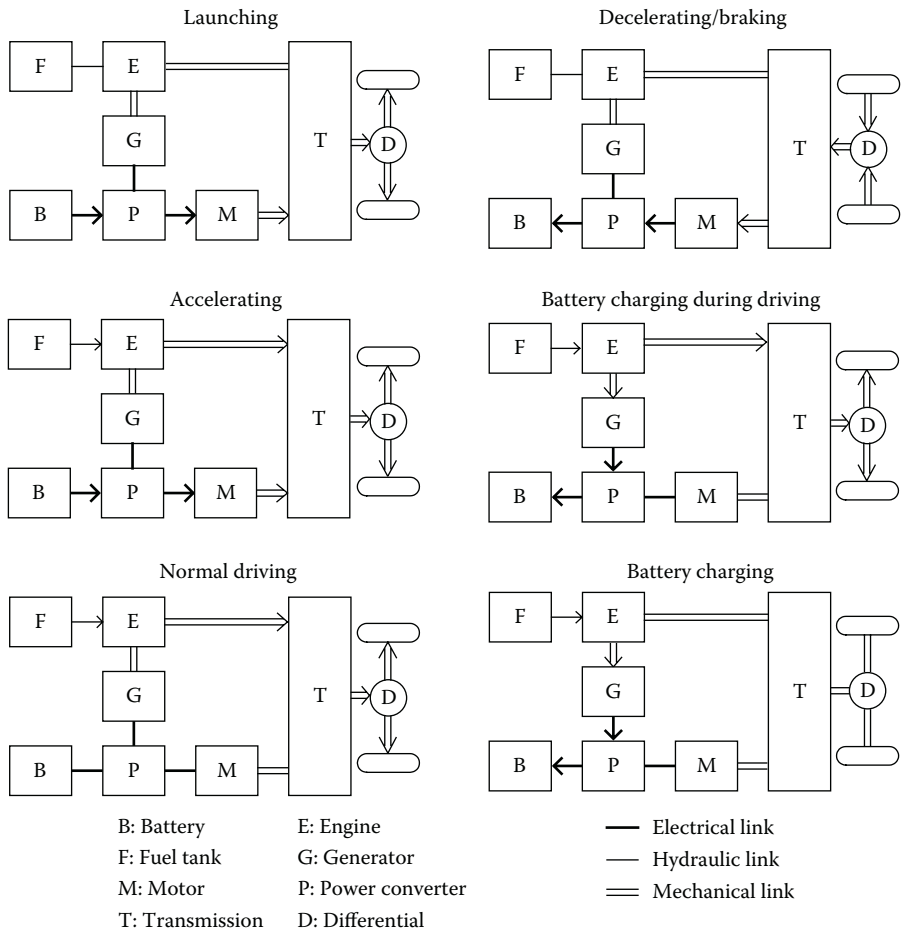 Launching
F E
G
T
D
B P M
Decelerating/braking
F E
G
T
D
B P M
Accelerating
F E
G
T
D
B P M
Battery charging during driving
F E
G
T
D
B P M
Normal driving
F E
G
T
D
B P M
Battery charging
F E
G
T
D
B P M
B: Battery E: Engine
F: Fuel tank G: Generator
M: Motor P: Power converter
T: Transmission D: Differential
Electrical link
Hydraulic link
Mechanical link